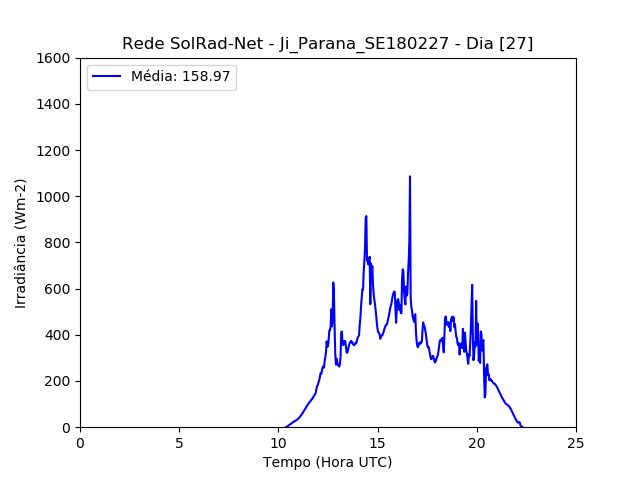 Rede SolRad-Net - Ji_Parana_SE180227 - Dia [27]
Média: 158.97
1600
1400
1200
1000
800
600
400
200
0
0 5 10 15 20 25
Irradiância (Wm-2)
Tempo (Hora UTC)